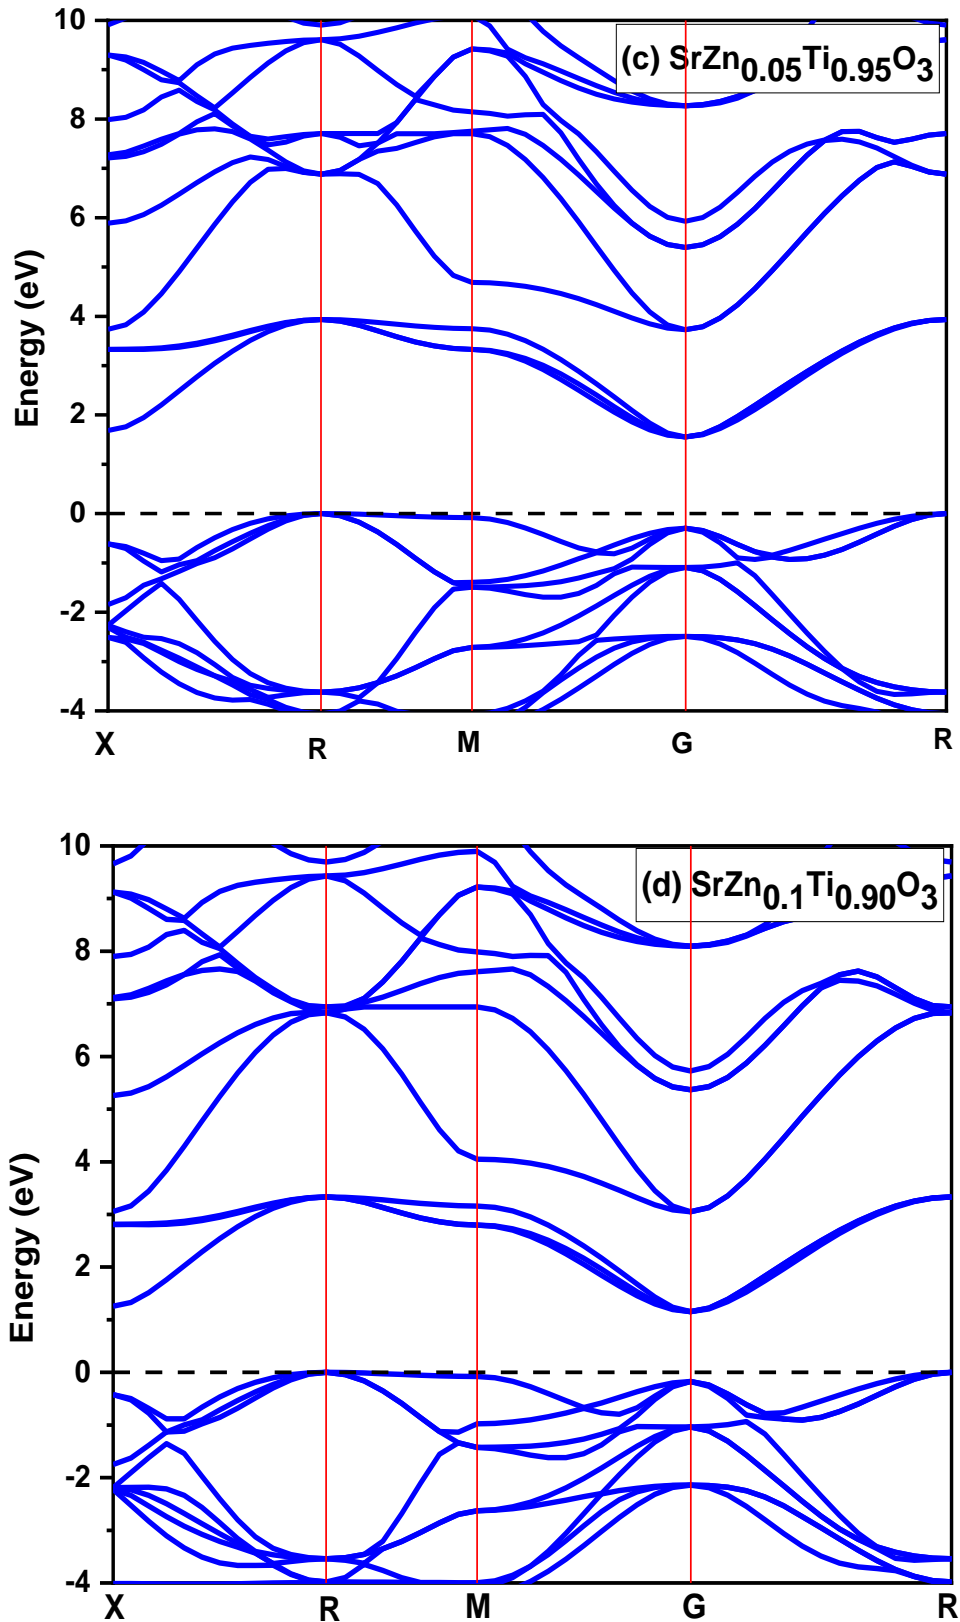 (c) SrZn0.05Ti0.95O3
Energy (eV)
10
8
6
4
2
0
-2
-4
X R M G R
(d) SrZn0.1Ti0.90O3
Energy (eV)
10
8
6
4
2
0
-2
-4
X R M G R